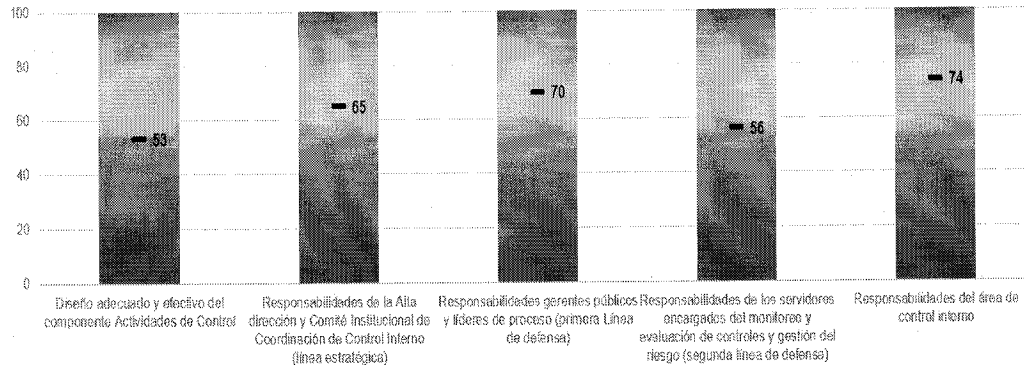 100
80
60
40
20
0
53
65
70
56
74
Diseño adecuado y efectivo del
componente Actividades de Control
Responsabilidades de la Alta
dirección y Comité Institucional de
Coordinación de Control Interno
(línea estratégica)
Responsabilidades gerentes públicos
y líderes de proceso (primera Línea
de defensa)
Responsabilidades de los servidores
encargados del monitoreo y
evaluación de controles y gestión del
riesgo (segunda línea de defensa)
Responsabilidades del área de
control interno